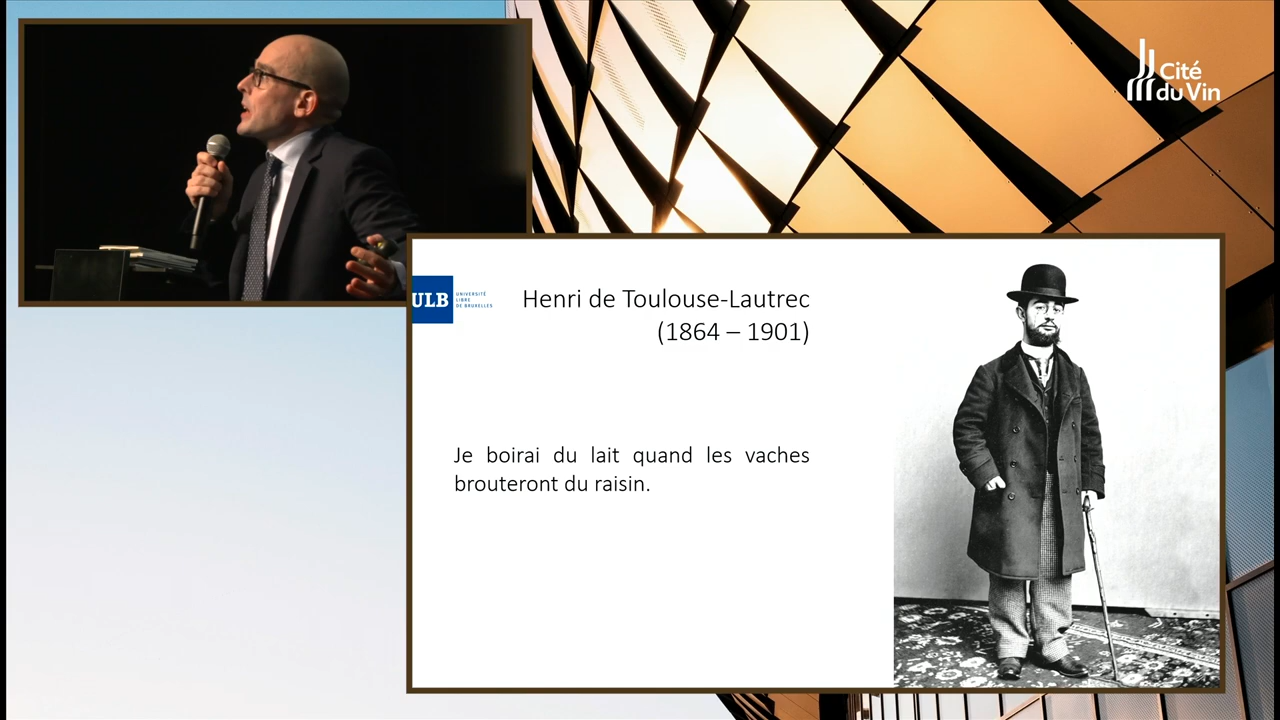 Cité
du Vin
ULB
UNIVERSITÉ
LIBRE
DE BRUXELLES
Henri de Toulouse-Lautrec
(1864 – 1901)
Je boirai du lait quand les vaches
brouteront du raisin.